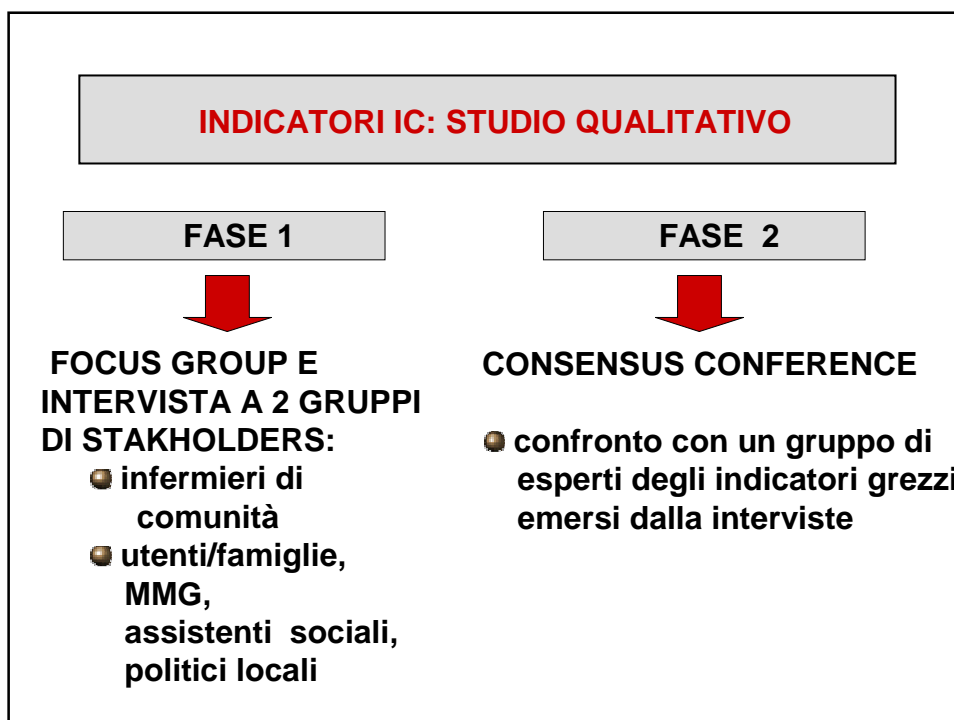 INDICATORI IC: STUDIO QUALITATIVO
FASE 1
FOCUS GROUP E
INTERVISTA A 2 GRUPPI
DI STAKHOLDERS:
infermieri di
comunità
utenti/famiglie,
MMG,
assistenti sociali,
politici locali
FASE 2
CONSENSUS CONFERENCE
confronto con un gruppo di
esperti degli indicatori grezzi
emersi dalla interviste